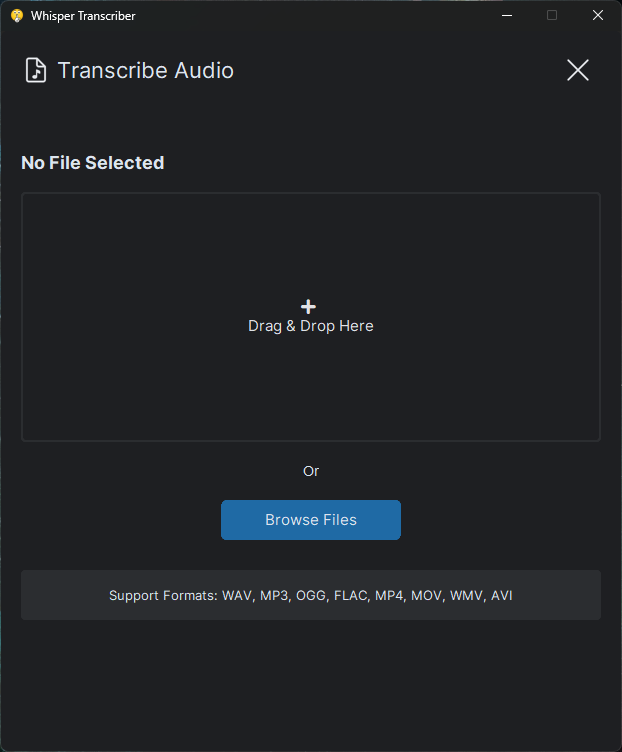 Whisper Transcriber
Transcribe Audio
No File Selected
Drag & Drop Here
Or
Browse Files
Support Formats: WAV, MP3, OGG, FLAC, MP4, MOV, WMV, AVI